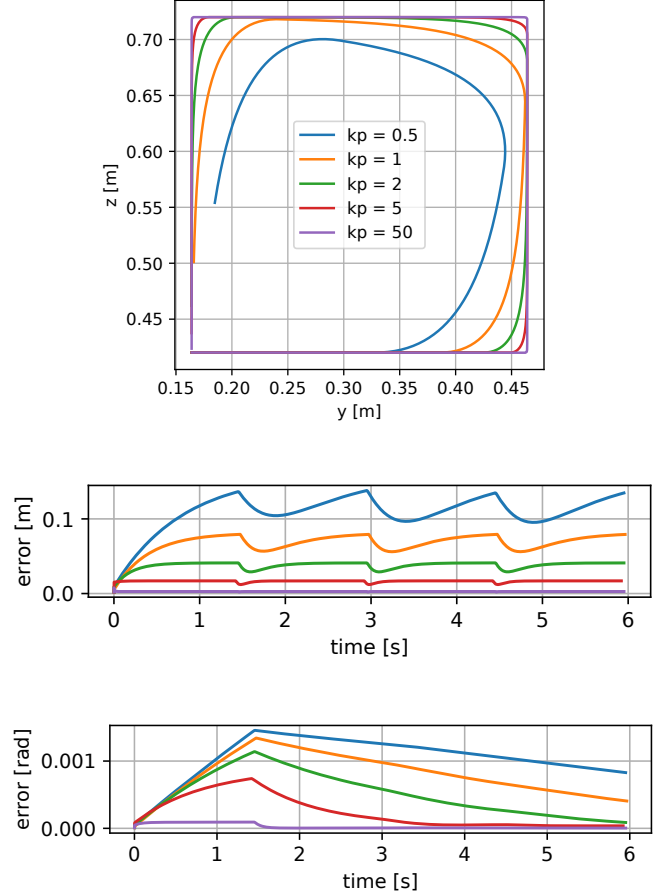 0.70
0.65
0.60
0.55
0.50
0.45
z [m]
kp = 0.5
kp = 1
kp = 2
kp = 5
kp = 50
0.15 0.20 0.25 0.30 0.35 0.40 0.45
y [m]
error [m]
0.1
0.0
0 1 2 3 4 5 6
time [s]
error [rad]
0.001
0.000
0 1 2 3 4 5 6
time [s]